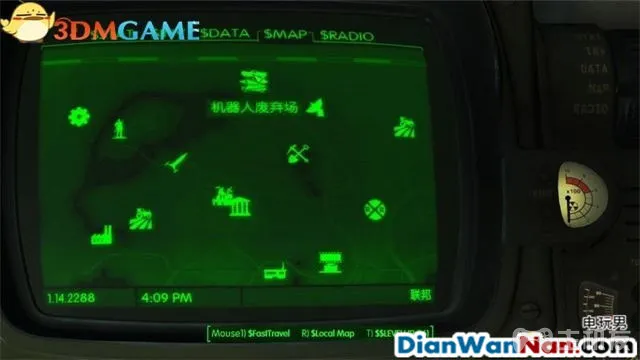 3DMGAME
$DATA $MAP $RADIO
机器人废弃场
1.14.2288 4:09 PM 联邦
Mouse1) $FastTravel R) $Local Map
电玩男
DianWanNan.com